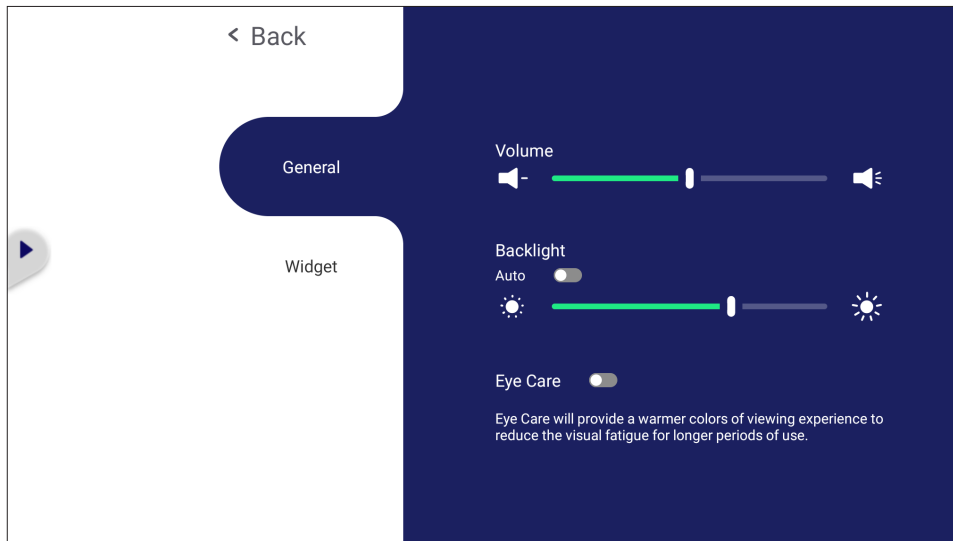 Back
General
Widget
Volume
Backlight
Auto
Eye Care
Eye Care will provide a warmer colors of viewing experience to
reduce the visual fatigue for longer periods of use.